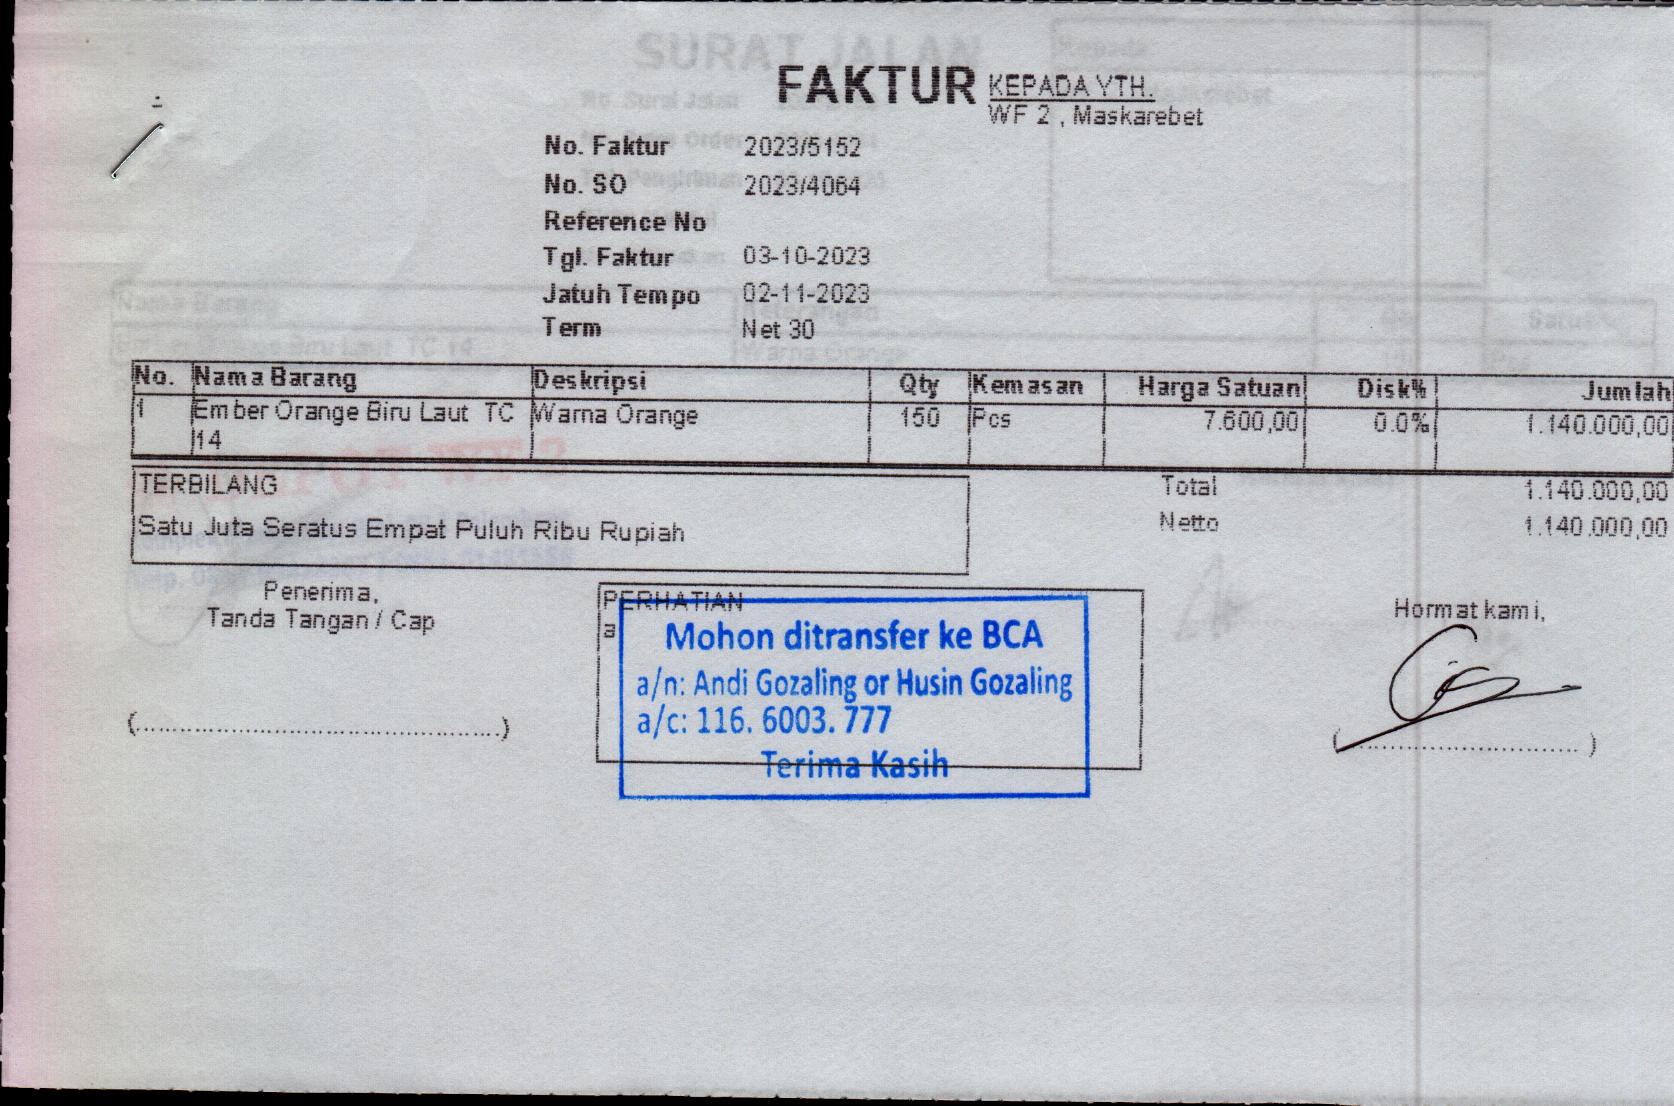 FAKTUR
KEPADA YTH.
WF 2 , Maskarebet
No. Faktur 2023/5152
No. SO 2023/4064
Reference No
Tgl. Faktur 03-10-2023
Jatuh Tempo 02-11-2023
Term Net 30
No. Nama Barang Deskripsi Qty Kemasan Harga Satuan Disk% Jumlah
1 Ember Orange Biru Laut TC Warna Orange 150 Pcs 7.600,00 0.0% 1.140.000,00
14
TERBILANG
Satu Juta Seratus Empat Puluh Ribu Rupiah
Total 1.140.000,00
Netto 1.140.000,00
Penerima,
Tanda Tangan / Cap
PERHATIAN
Mohon ditransfer ke BCA
a/n: Andi Gozaling or Husin Gozaling
a/c: 116. 6003. 777
Terima Kasih
Hormat kami,